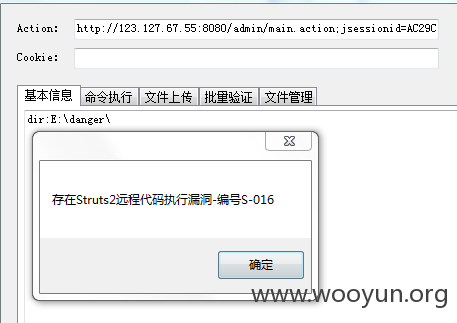 Action: http://123.127.67.55:8080/admin/main.action;jsessionid=AC29C
Cookie:
基本信息 命令执行 文件上传 批量验证 文件管理
dir:E:\danger\
存在Struts2远程代码执行漏洞-编号S-016
确定
www.wooyun.org